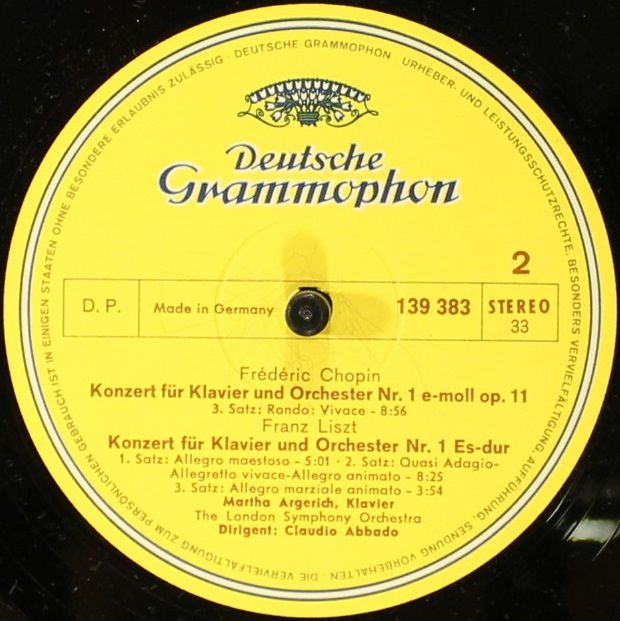 DEUTSCHE GRAMMOPHON · URHEBER- UND LEISTUNGSSCHUTZRECHTE, BESONDERS VERVIELFÄLTIGUNG, AUFFÜHRUNG, SENDUNG VORBEHALTEN · DIE VERVIELFÄLTIGUNG ZUM PERSÖNLICHEN GEBRAUCH IST IN EINIGEN STAATEN OHNE BESONDERE ERLAUBNIS ZULÄSSIG ·
Deutsche
Grammophon
2
D. P. Made in Germany 139 383 STEREO
33
Frédéric Chopin
Konzert für Klavier und Orchester Nr. 1 e-moll op. 11
3. Satz: Rondo: Vivace - 8:56
Franz Liszt
Konzert für Klavier und Orchester Nr. 1 Es-dur
1. Satz: Allegro maestoso - 5:01 · 2. Satz: Quasi Adagio-
Allegretto vivace-Allegro animato - 8:25
3. Satz: Allegro marziale animato - 3:54
Martha Argerich, Klavier
The London Symphony Orchestra
Dirigent: Claudio Abbado